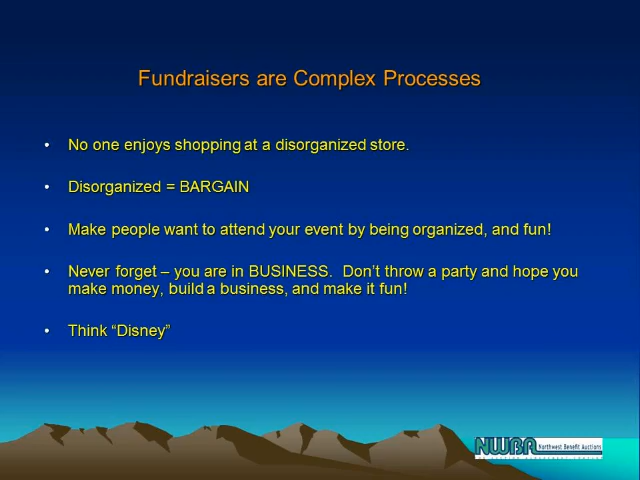 Fundraisers are Complex Processes
• No one enjoys shopping at a disorganized store.
• Disorganized = BARGAIN
• Make people want to attend your event by being organized, and fun!
• Never forget – you are in BUSINESS.  Don’t throw a party and hope you
make money, build a business, and make it fun!
• Think “Disney”
NWBA Northwest Benefit Auctions